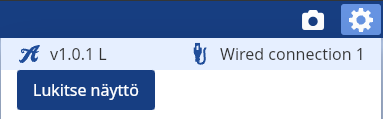 v1.0.1 L Wired connection 1
Lukitse näyttö